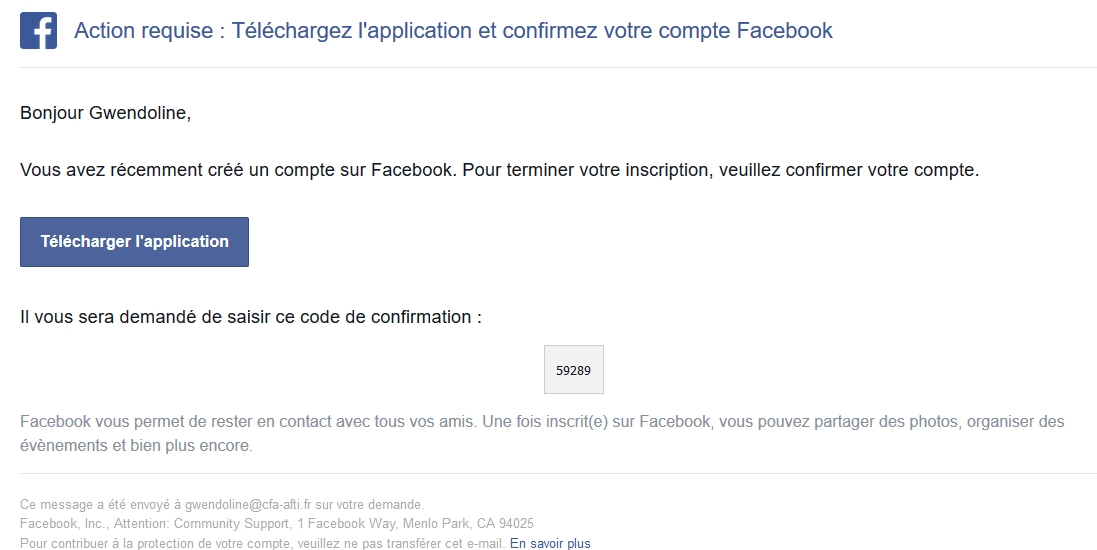 Action requise : Téléchargez l'application et confirmez votre compte Facebook
Bonjour Gwendoline,
Vous avez récemment créé un compte sur Facebook. Pour terminer votre inscription, veuillez confirmer votre compte.
Télécharger l'application
Il vous sera demandé de saisir ce code de confirmation :
59289
Facebook vous permet de rester en contact avec tous vos amis. Une fois inscrit(e) sur Facebook, vous pouvez partager des photos, organiser des
évènements et bien plus encore.
Ce message a été envoyé à gwendoline@cfa-afti.fr sur votre demande.
Facebook, Inc., Attention: Community Support, 1 Facebook Way, Menlo Park, CA 94025
Pour contribuer à la protection de votre compte, veuillez ne pas transférer cet e-mail. En savoir plus